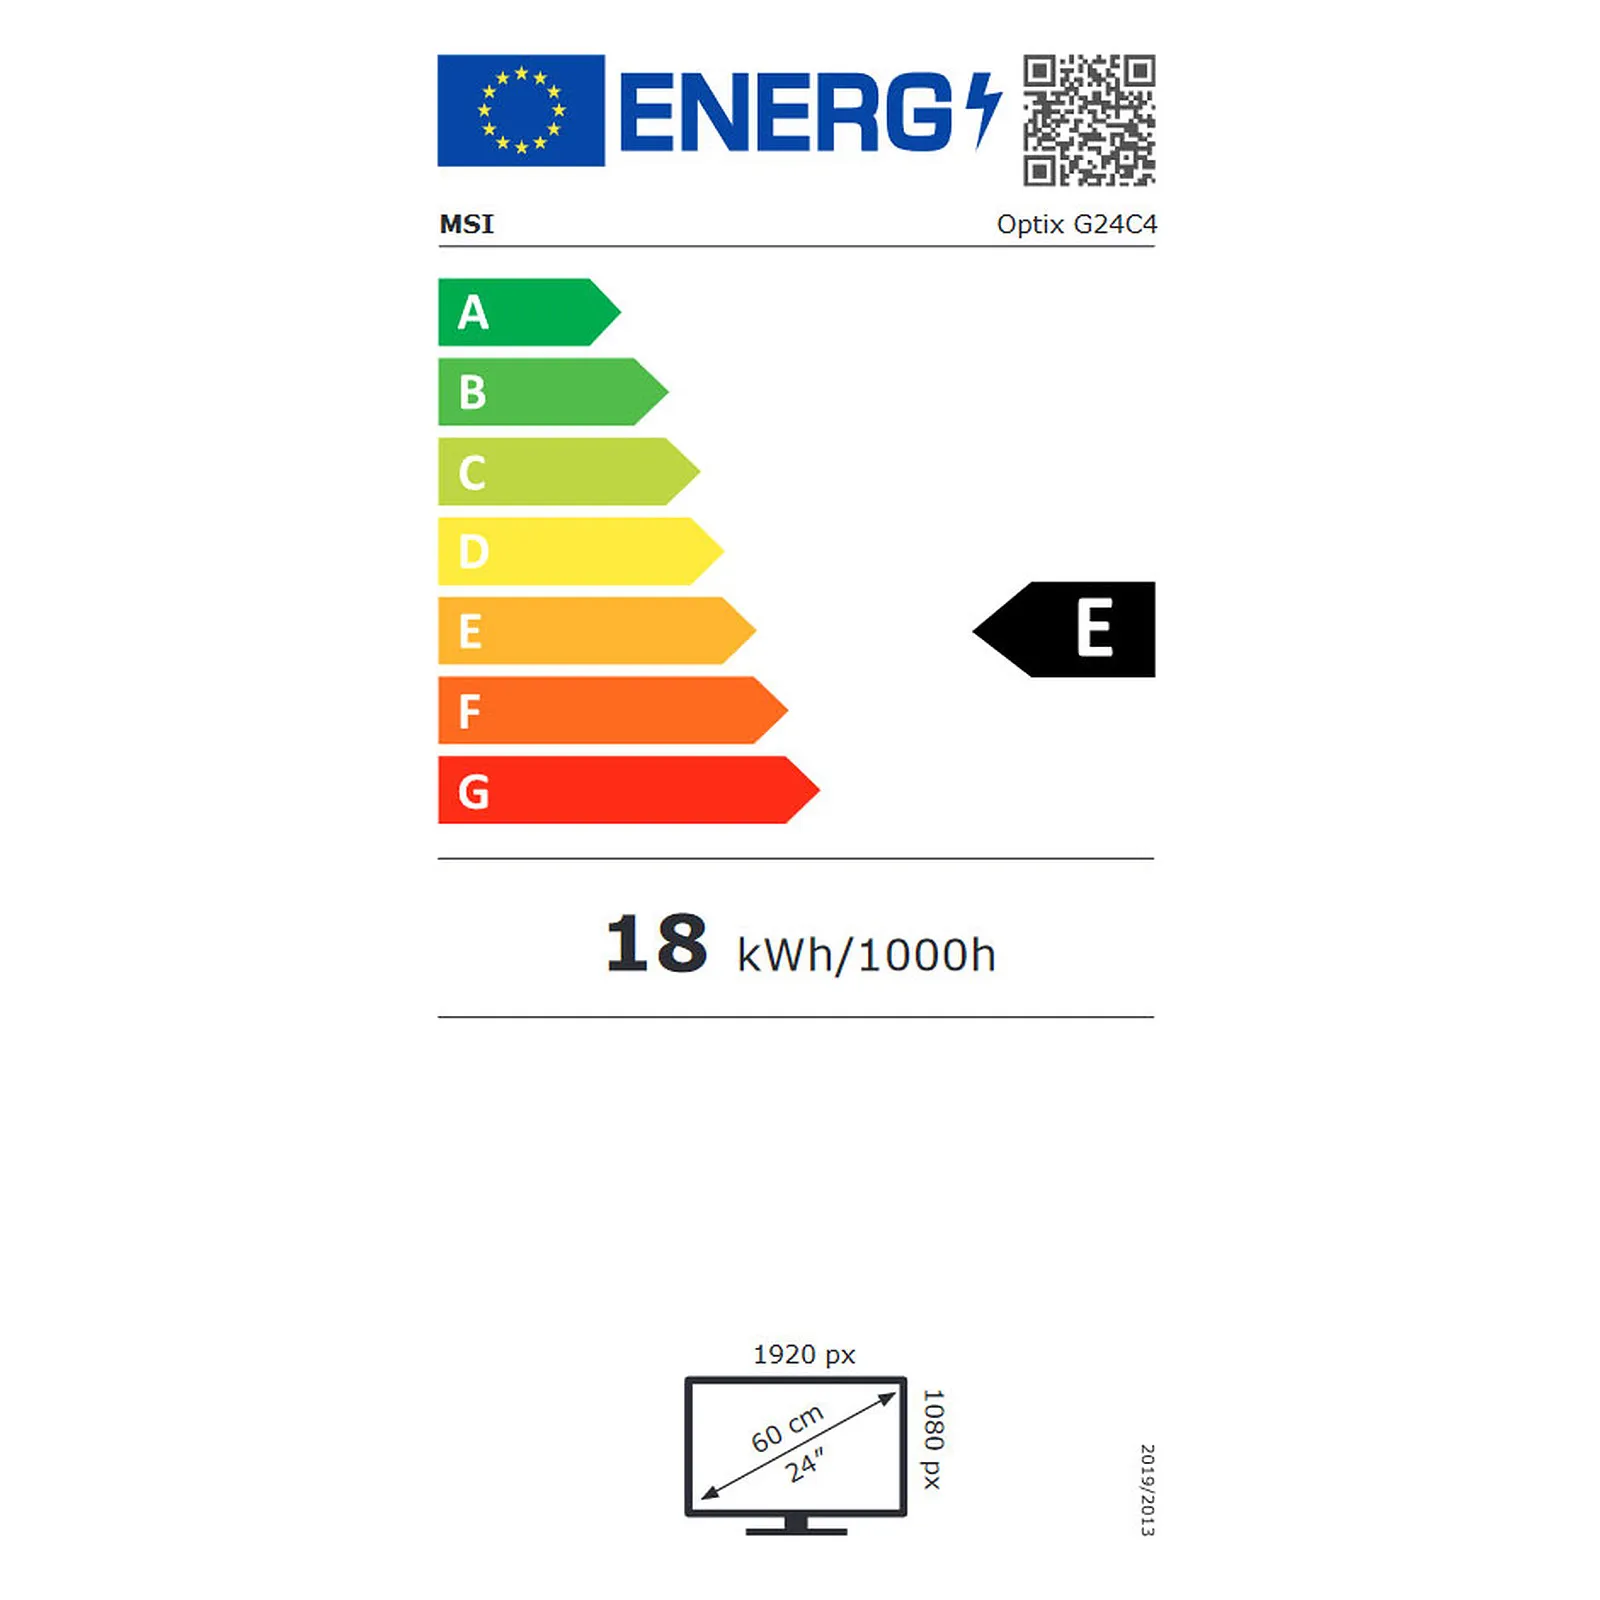 ENERG
MSI
Optix G24C4
A
B
C
D
E
E
F
G
18 kWh/1000h
1920 px
60 cm
24"
1080 px
2019/2013